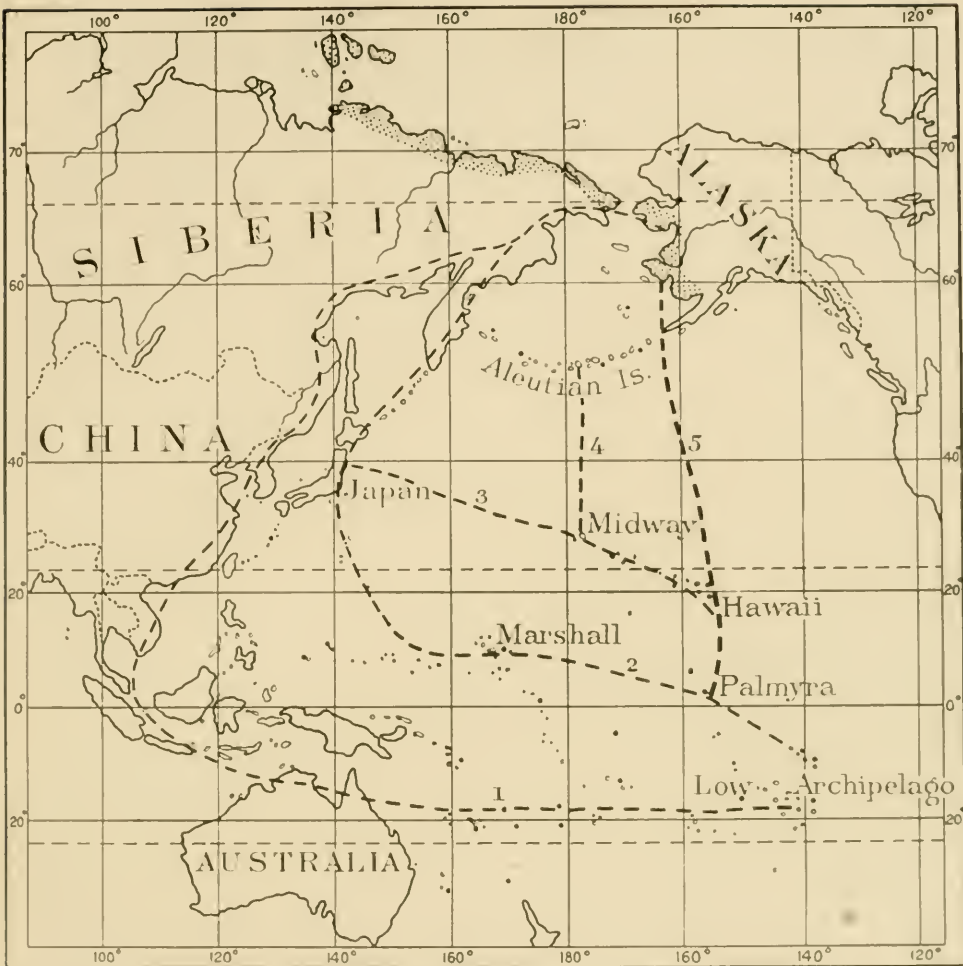 100° 120° 140° 160° 180° 160° 140° 120°
70° 70°
ALASKA
SIBERIA
60° 60°
Aleutian Is.
CHINA
4 5
40° 40°
Japan 3
Midway
20° 20°
Hawaii
Marshall
2
Palmyra
0° 0°
Low Archipelago
1
20° 20°
AUSTRALIA
100° 120° 140° 160° 180° 160° 140° 120°